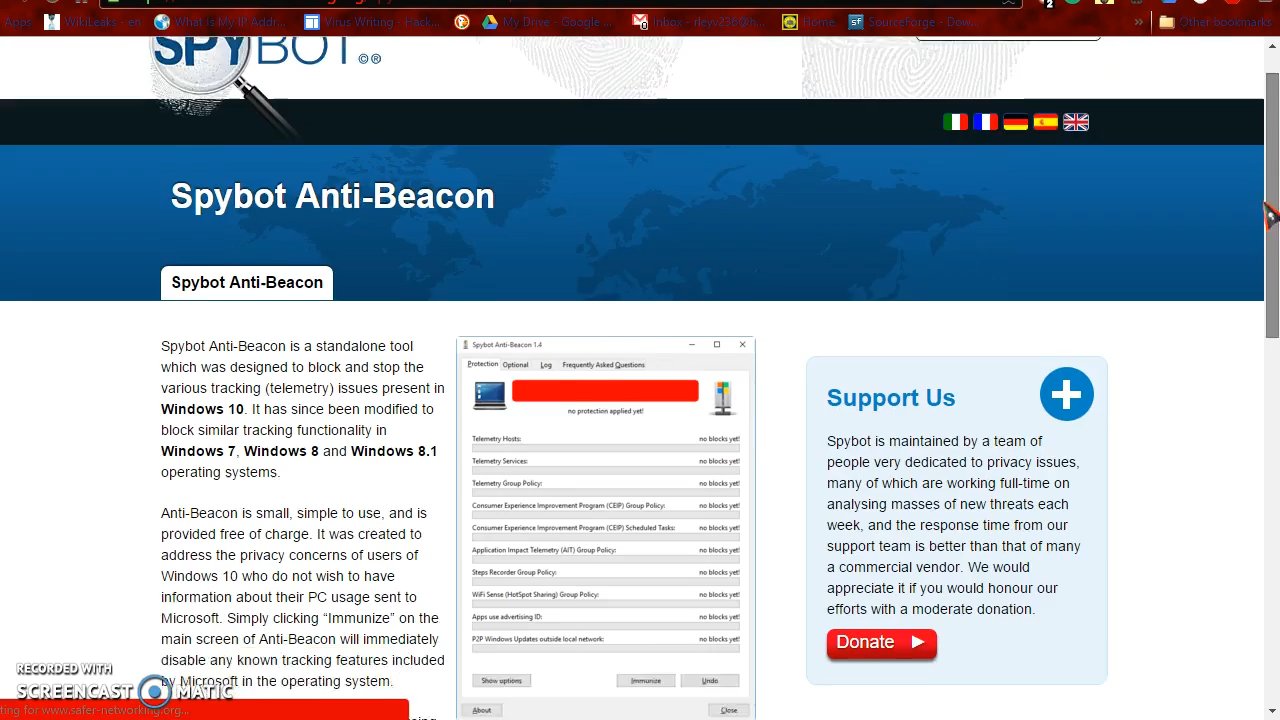 Apps WikiLeaks - en What Is My IP Addr... Virus Writing - Hack... My Drive - Google ... Inbox - Home SourceForge - Dow... » Other bookmarks
SPYBOT ©®
Spybot Anti-Beacon
Spybot Anti-Beacon
Spybot Anti-Beacon is a standalone tool
which was designed to block and stop the
various tracking (telemetry) issues present in
Windows 10. It has since been modified to
block similar tracking functionality in
Windows 7, Windows 8 and Windows 8.1
operating systems.
Anti-Beacon is small, simple to use, and is
provided free of charge. It was created to
address the privacy concerns of users of
Windows 10 who do not wish to have
information about their PC usage sent to
Microsoft. Simply clicking “Immunize” on the
main screen of Anti-Beacon will immediately
disable any known tracking features included
by Microsoft in the operating system.
Spybot Anti-Beacon 1.4
Protection Optional Log Frequently Asked Questions
no protection applied yet!
Telemetry Hosts: no blocks yet!
Telemetry Services: no blocks yet!
Telemetry Group Policy: no blocks yet!
Consumer Experience Improvement Program (CEIP) Group Policy: no blocks yet!
Consumer Experience Improvement Program (CEIP) Scheduled Tasks: no blocks yet!
Application Impact Telemetry (AIT) Group Policy: no blocks yet!
Steps Recorder Group Policy: no blocks yet!
WiFi Sense (HotSpot Sharing) Group Policy: no blocks yet!
Apps use advertising ID: no blocks yet!
P2P Windows Updates outside local network: no blocks yet!
Show options Immunize Undo
About Close
Support Us
Spybot is maintained by a team of
people very dedicated to privacy issues,
many of which are working full-time on
analysing masses of new threats each
week, and the response time from our
support team is better than that of many
a commercial vendor. We would
appreciate it if you would honour our
efforts with a moderate donation.
Donate
RECORDED WITH
SCREENCAST MATIC
ting for www.safer-networking.org...